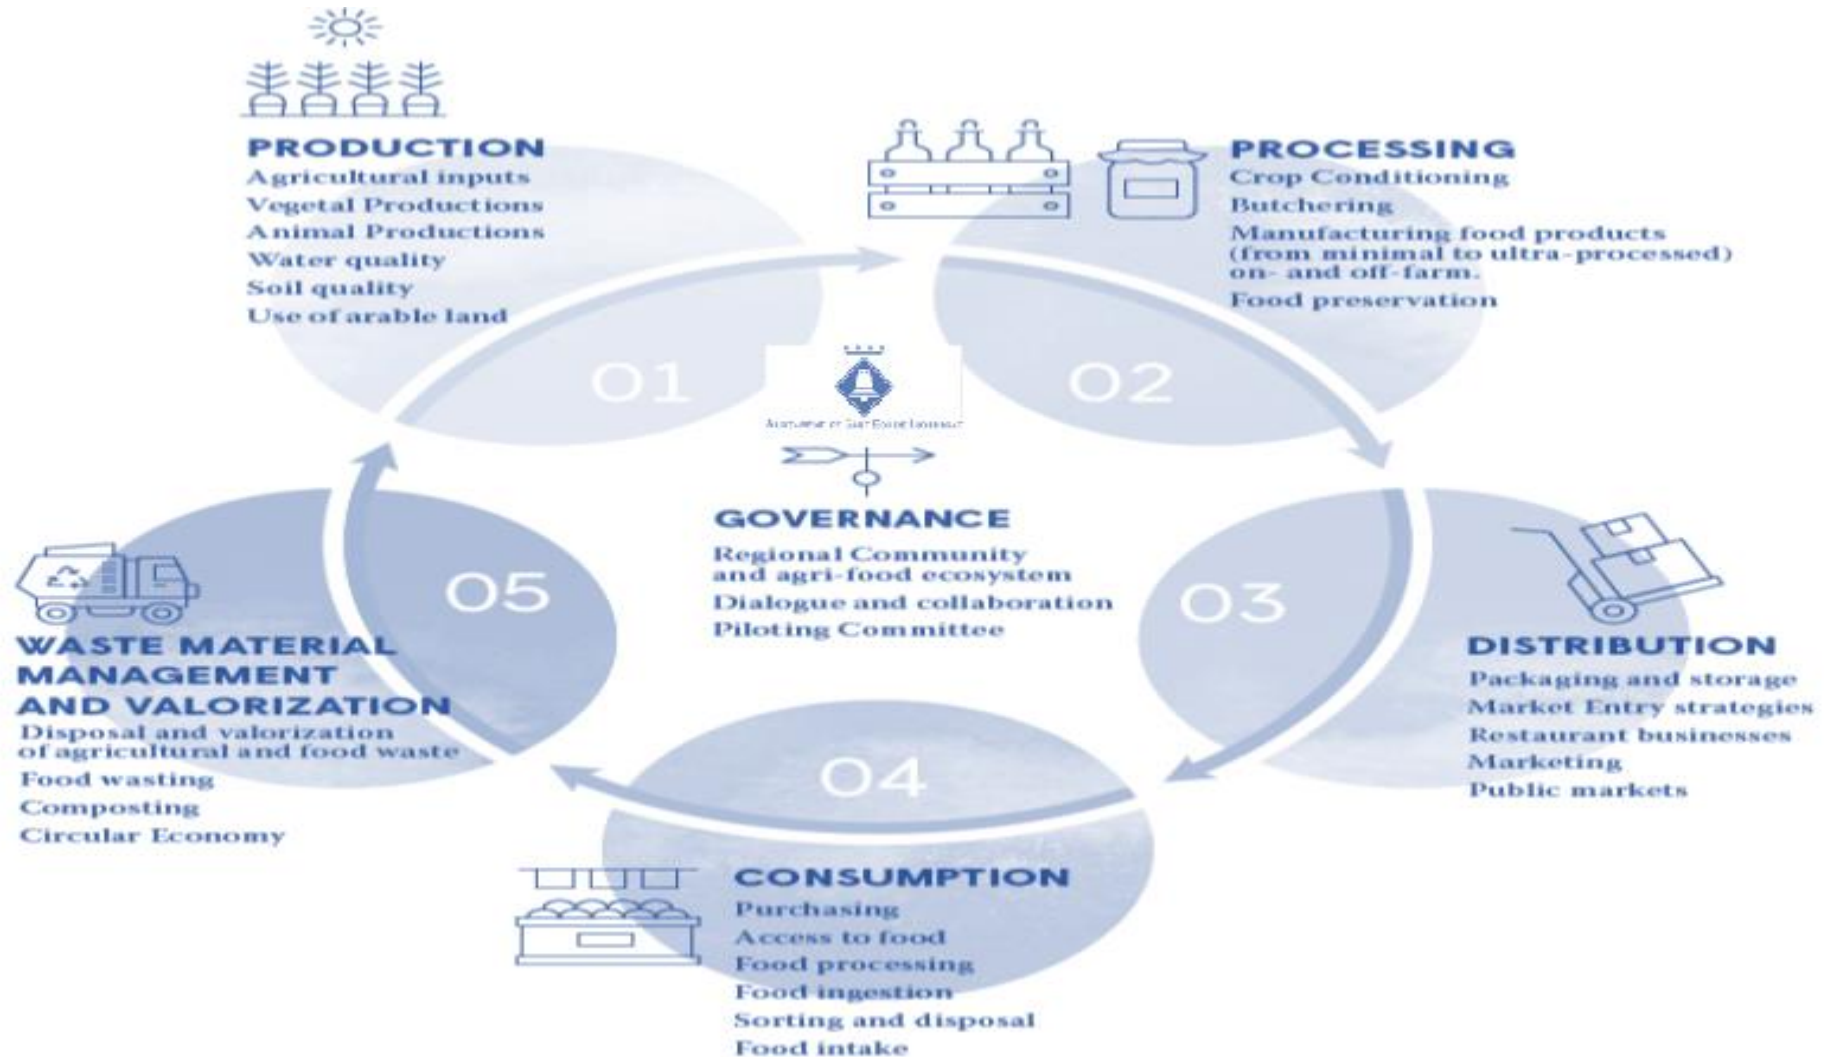 PRODUCTION
Agricultural inputs
Vegetal Productions
Animal Productions
Water quality
Soil quality
Use of arable land
01
PROCESSING
Crop Conditioning
Butchering
Manufacturing food products
(from minimal to ultra-processed)
on- and off-farm.
Food preservation
02
GOVERNANCE
Regional Community
and agri-food ecosystem
Dialogue and collaboration
Piloting Committee
03
DISTRIBUTION
Packaging and storage
Market Entry strategies
Restaurant businesses
Marketing
Public markets
04
CONSUMPTION
Purchasing
Access to food
Food processing
Food ingestion
Sorting and disposal
Food intake
05
WASTE MATERIAL
MANAGEMENT
AND VALORIZATION
Disposal and valorization
of agricultural and food waste
Food wasting
Composting
Circular Economy